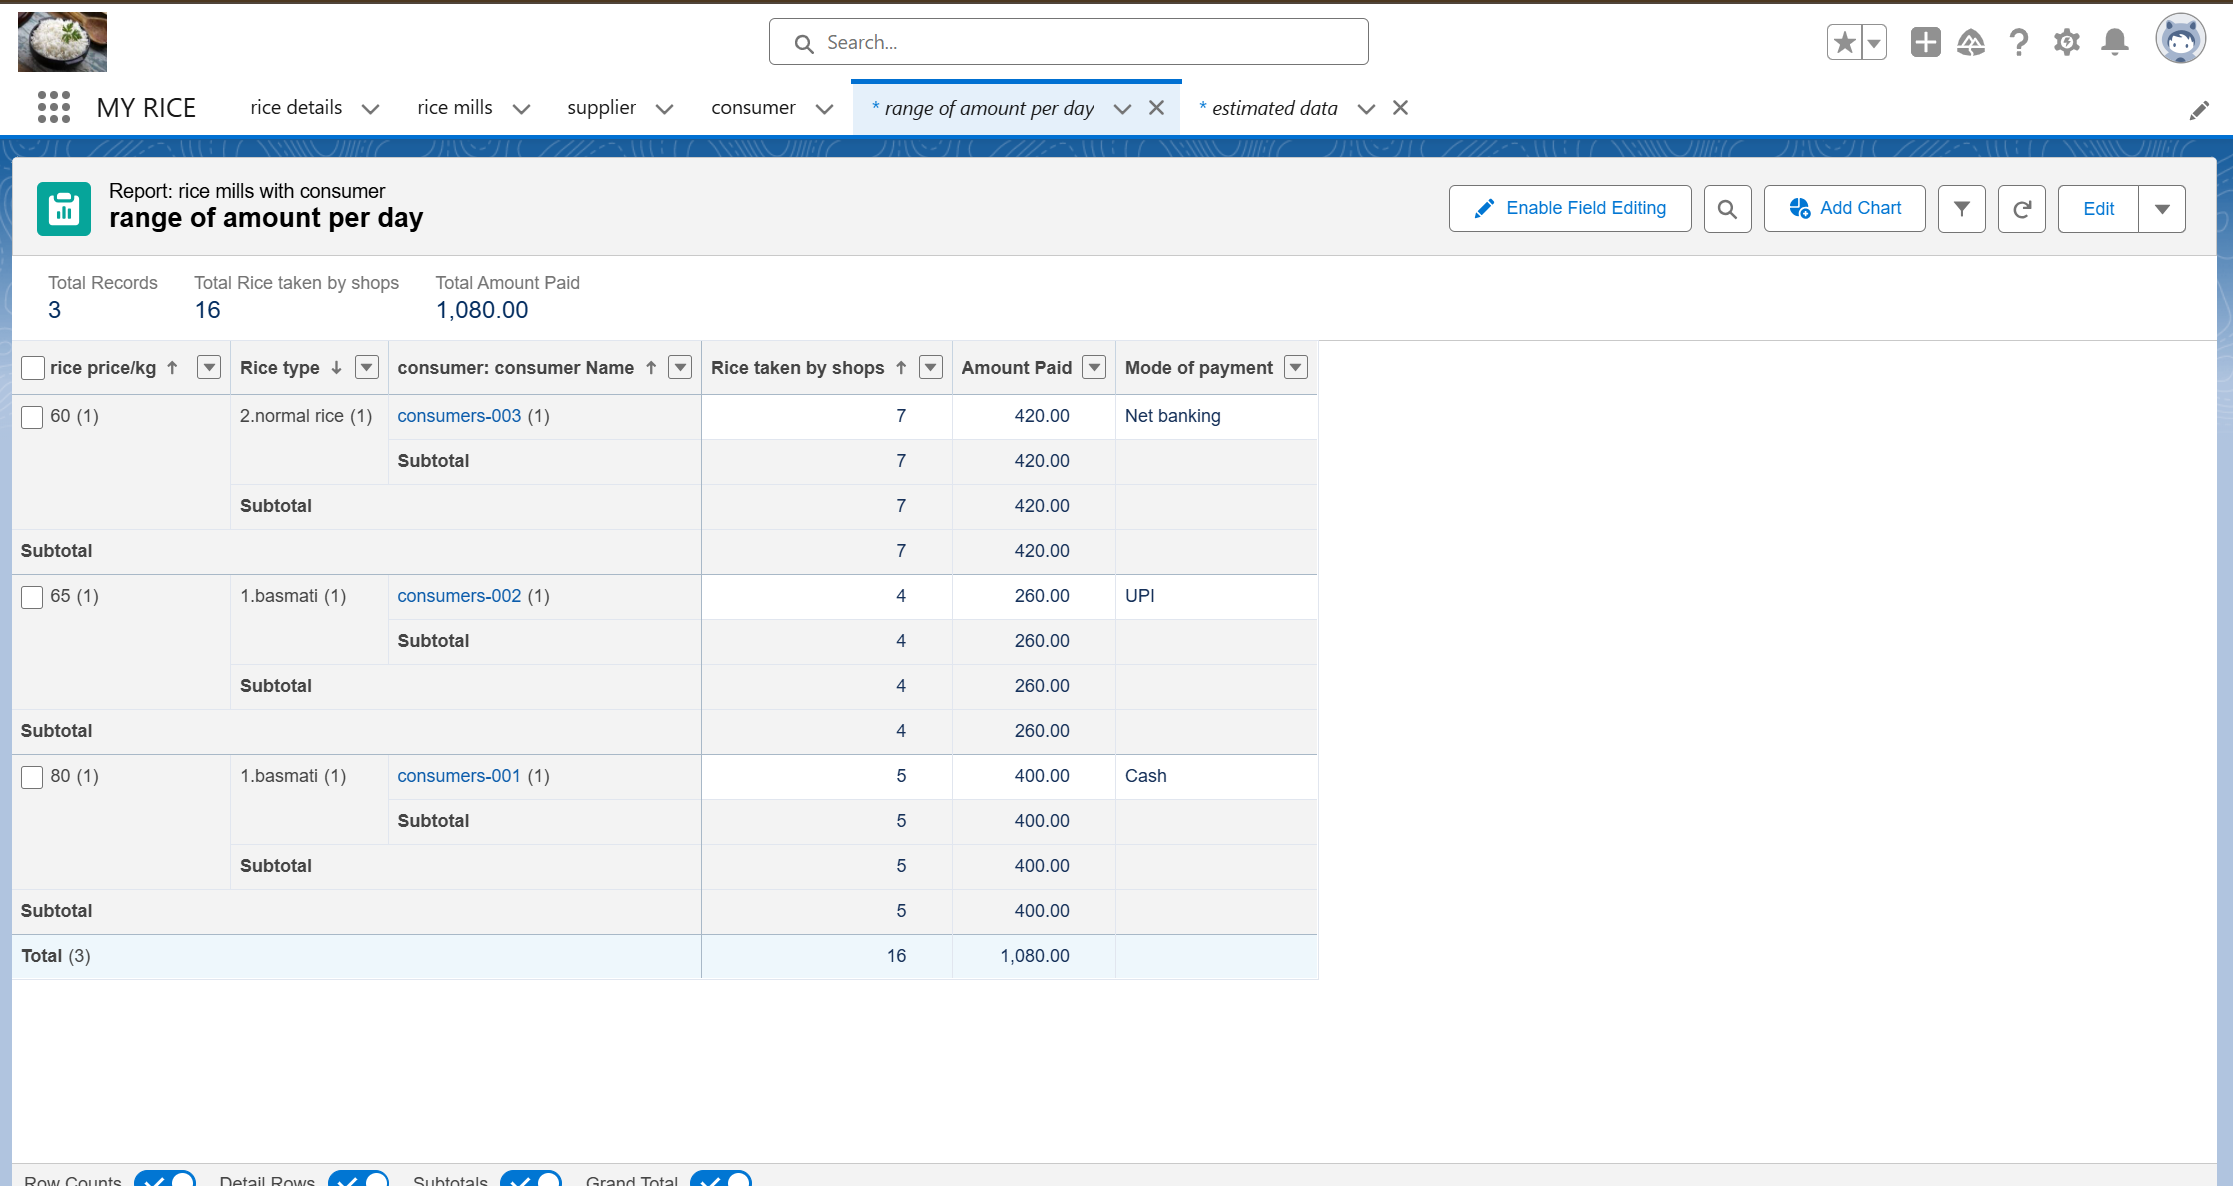 Search...
MY RICE
rice details
rice mills
supplier
consumer
* range of amount per day
* estimated data
Report: rice mills with consumer
range of amount per day
Enable Field Editing
Add Chart
Edit
Total Records
3
Total Rice taken by shops
16
Total Amount Paid
1,080.00
rice price/kg ↑ Rice type ↓ consumer: consumer Name ↑ Rice taken by shops ↑ Amount Paid Mode of payment
60 (1) 2.normal rice (1) consumers-003 (1) 7 420.00 Net banking
Subtotal 7 420.00
Subtotal 7 420.00
Subtotal 7 420.00
65 (1) 1.basmati (1) consumers-002 (1) 4 260.00 UPI
Subtotal 4 260.00
Subtotal 4 260.00
Subtotal 4 260.00
80 (1) 1.basmati (1) consumers-001 (1) 5 400.00 Cash
Subtotal 5 400.00
Subtotal 5 400.00
Subtotal 5 400.00
Total (3) 16 1,080.00
Row Counts Detail Rows Subtotals Grand Total